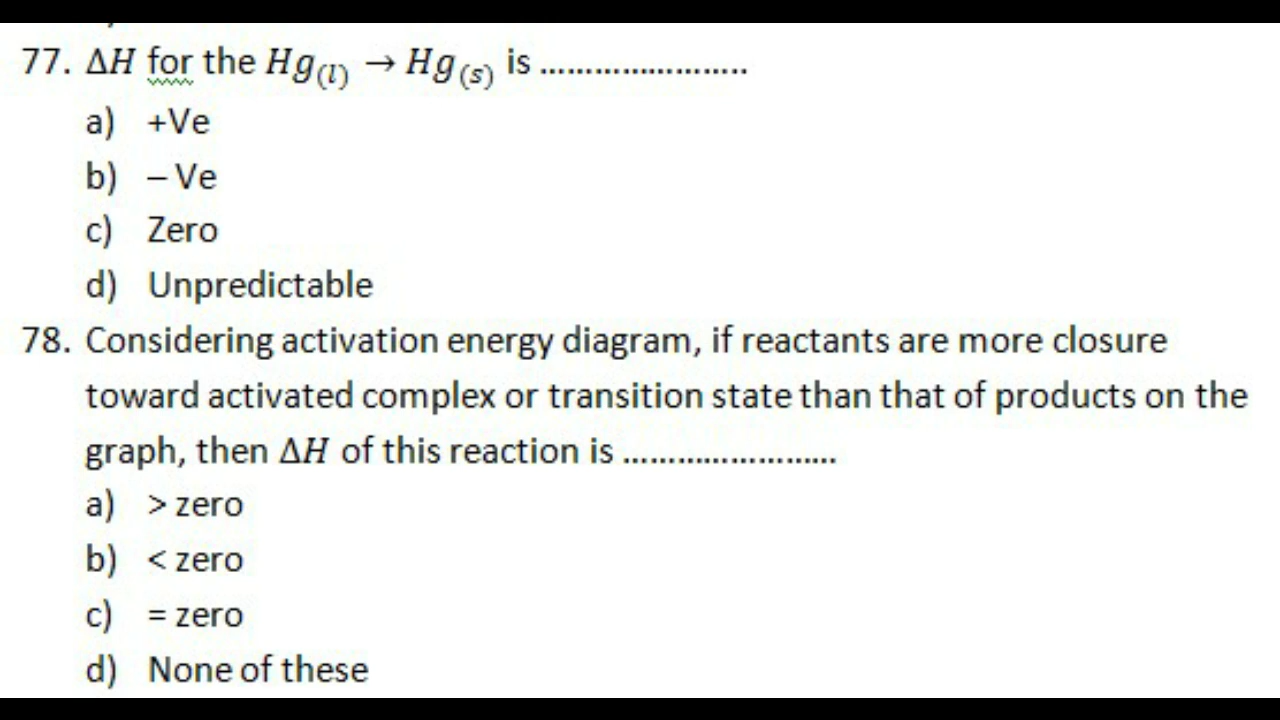 77. ΔH for the Hg(l) → Hg(s) is ......................
a) +Ve
b) – Ve
c) Zero
d) Unpredictable
78. Considering activation energy diagram, if reactants are more closure
toward activated complex or transition state than that of products on the
graph, then ΔH of this reaction is .......................
a) > zero
b) < zero
c) = zero
d) None of these